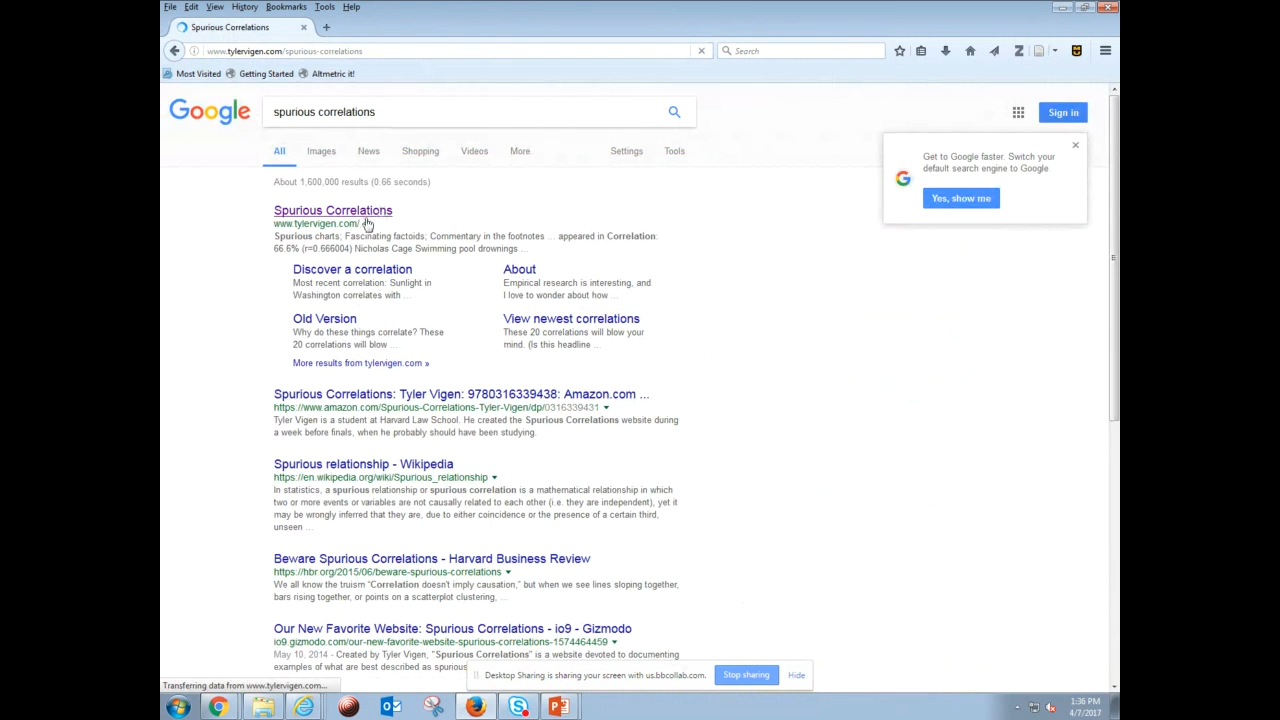 File Edit View History Bookmarks Tools Help
Spurious Correlations
www.tylervigen.com/spurious-correlations
Search
Most Visited Getting Started Altmetric it!
Google
spurious correlations
Sign in
All Images News Shopping Videos More Settings Tools
Get to Google faster. Switch your
default search engine to Google
Yes, show me
About 1,600,000 results (0.66 seconds)
Spurious Correlations
www.tylervigen.com/
Spurious charts; Fascinating factoids; Commentary in the footnotes ... appeared in Correlation:
66.6% (r=0.666004) Nicholas Cage Swimming pool drownings ...
Discover a correlation
Most recent correlation: Sunlight in
Washington correlates with ...
About
Empirical research is interesting, and
I love to wonder about how ...
Old Version
Why do these things correlate? These
20 correlations will blow ...
View newest correlations
These 20 correlations will blow your
mind. (Is this headline ...
More results from tylervigen.com »
Spurious Correlations: Tyler Vigen: 9780316339438: Amazon.com ...
https://www.amazon.com/Spurious-Correlations-Tyler-Vigen/dp/0316339431
Tyler Vigen is a student at Harvard Law School. He created the Spurious Correlations website during
a week before finals, when he probably should have been studying.
Spurious relationship - Wikipedia
https://en.wikipedia.org/wiki/Spurious_relationship
In statistics, a spurious relationship or spurious correlation is a mathematical relationship in which
two or more events or variables are not causally related to each other (i.e. they are independent), yet it
may be wrongly inferred that they are, due to either coincidence or the presence of a certain third,
unseen ...
Beware Spurious Correlations - Harvard Business Review
https://hbr.org/2015/06/beware-spurious-correlations
We all know the truism "Correlation doesn't imply causation," but when we see lines sloping together,
bars rising together, or points on a scatterplot clustering, ...
Our New Favorite Website: Spurious Correlations - io9 - Gizmodo
io9.gizmodo.com/our-new-favorite-website-spurious-correlations-1574464459
May 10, 2014 - Created by Tyler Vigen, "Spurious Correlations" is a website devoted to documenting
examples of what are best described as spurious
Desktop Sharing is sharing your screen with us.bbcollab.com. Stop sharing Hide
Transferring data from tylervigen.com...
1:36 PM
4/7/2017